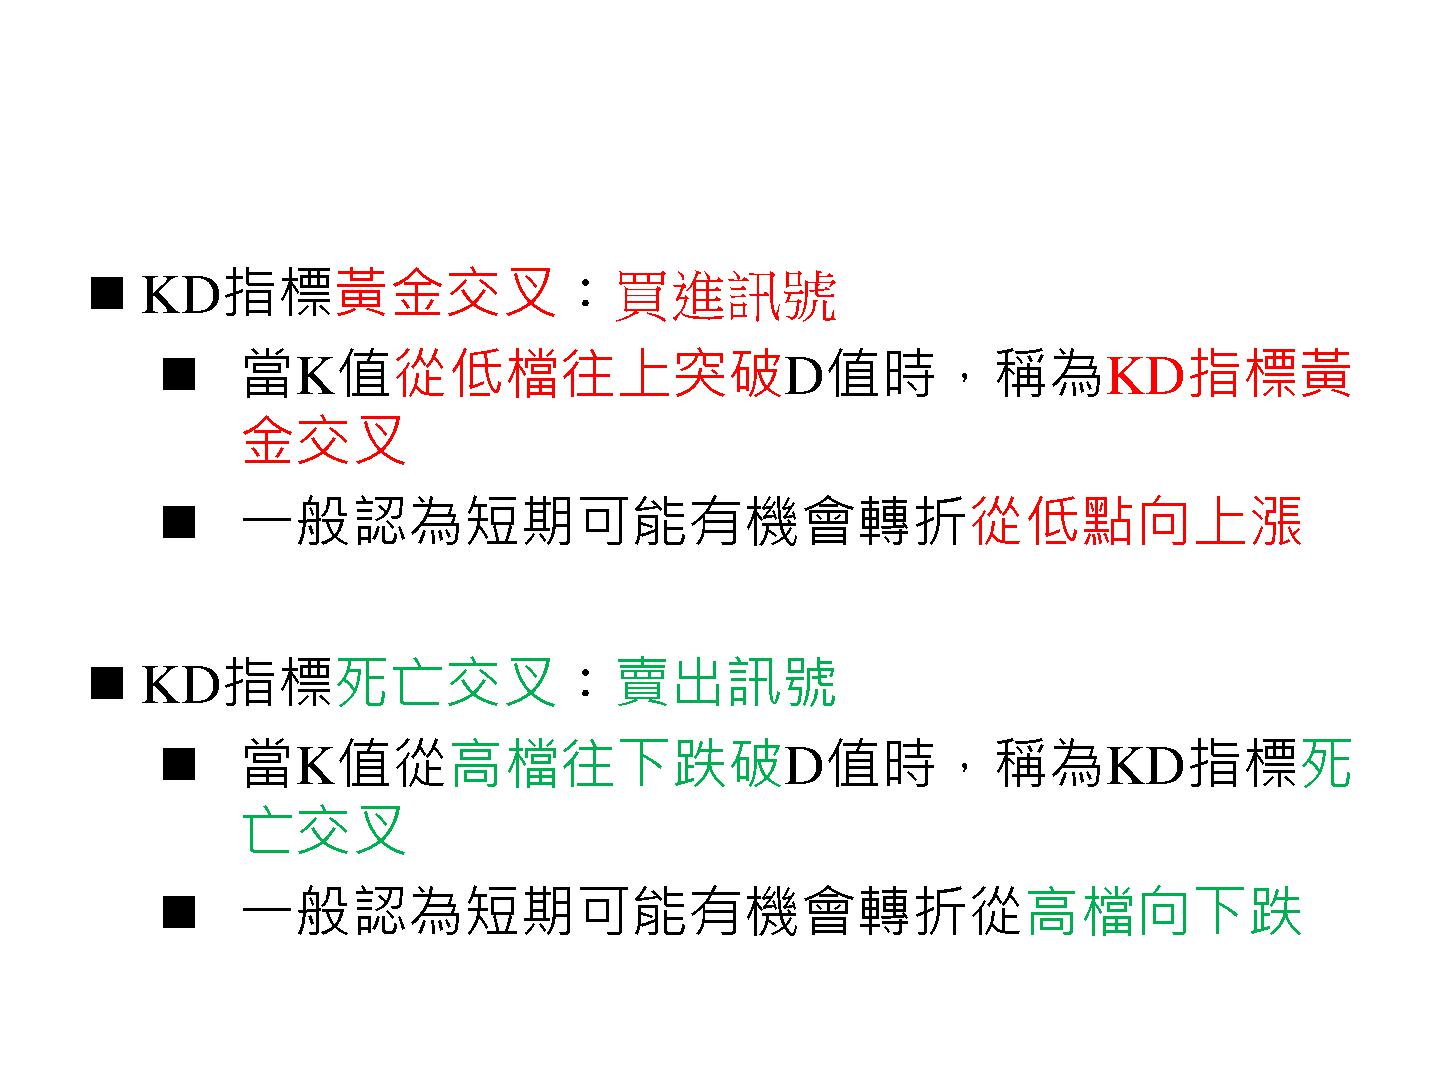 ■ KD指標黃金交叉：買進訊號
■ 當K值從低檔往上突破D值時，稱為KD指標黃
金交叉
■ 一般認為短期可能有機會轉折從低點向上漲
■ KD指標死亡交叉：賣出訊號
■ 當K值從高檔往下跌破D值時，稱為KD指標死
亡交叉
■ 一般認為短期可能有機會轉折從高檔向下跌